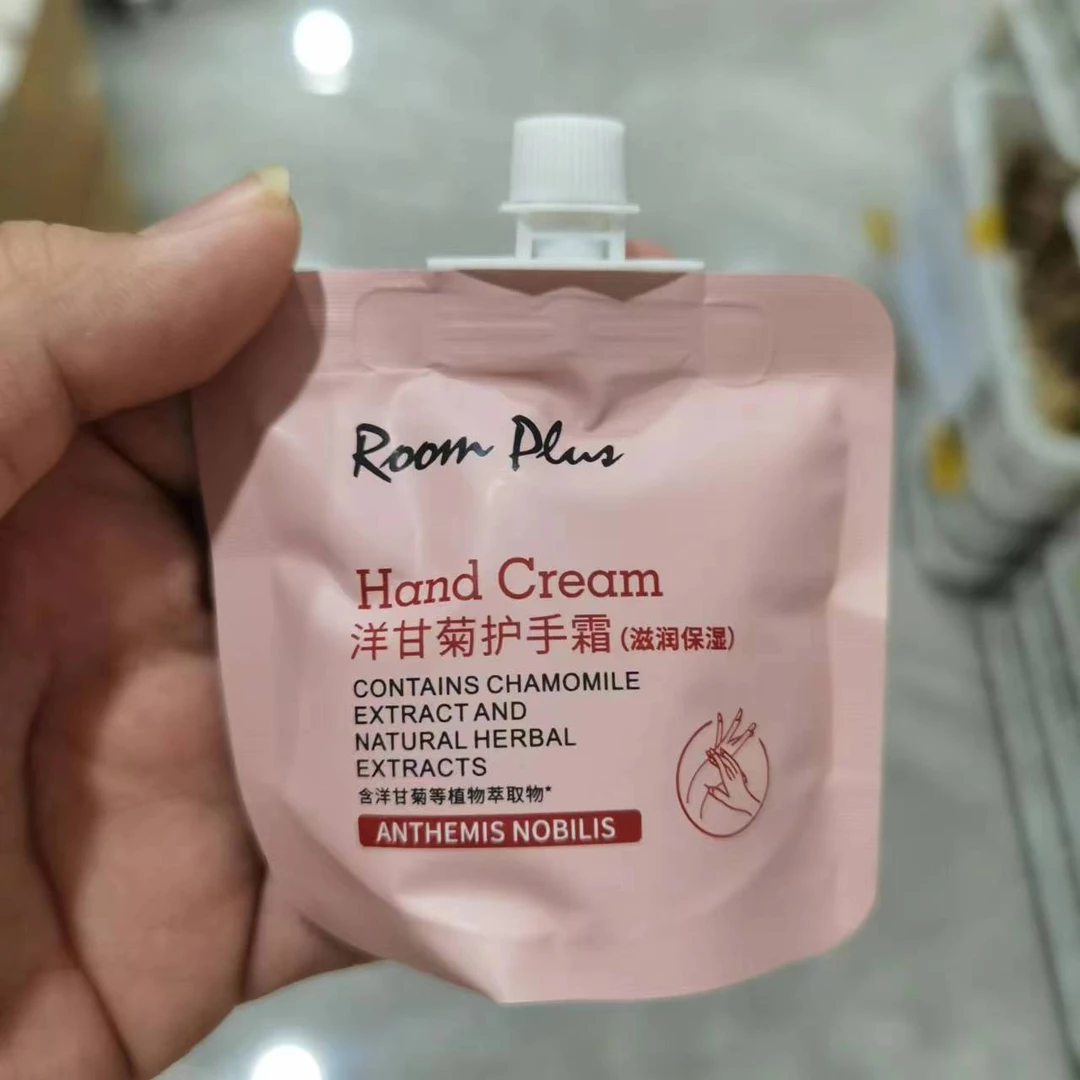 Room Plus
Hand Cream
洋甘菊护手霜(滋润保湿)
CONTAINS CHAMOMILE
EXTRACT AND
NATURAL HERBAL
EXTRACTS
含洋甘菊等植物萃取物*
ANTHEMIS NOBILIS